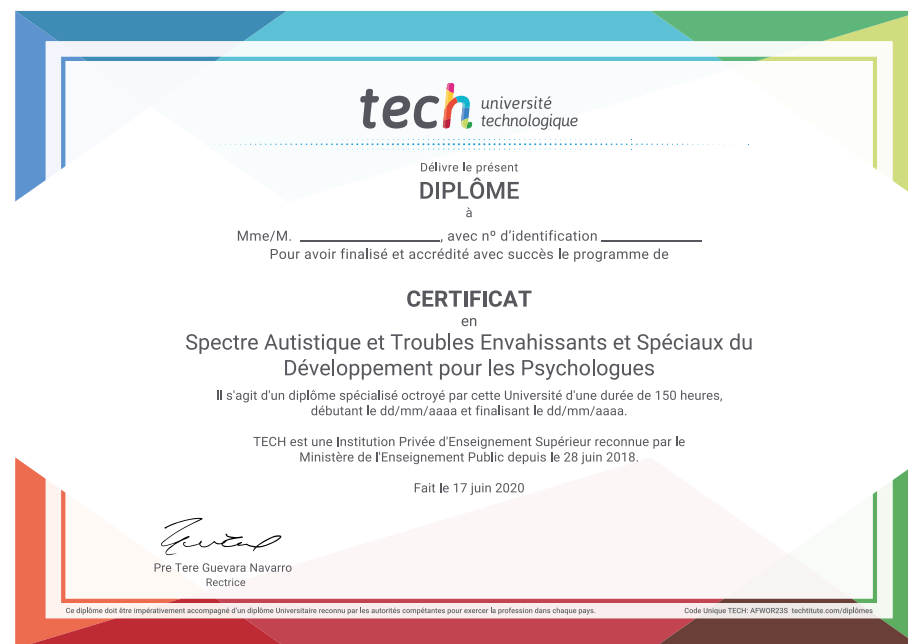 tech université
technologique
Délivre le présent
DIPLÔME
à
Mme/M. ____________________, avec nº d'identification ______________
Pour avoir finalisé et accrédité avec succès le programme de
CERTIFICAT
en
Spectre Autistique et Troubles Envahissants et Spéciaux du
Développement pour les Psychologues
Il s'agit d'un diplôme spécialisé octroyé par cette Université d'une durée de 150 heures,
débutant le dd/mm/aaaa et finalisant le dd/mm/aaaa.
TECH est une Institution Privée d'Enseignement Supérieur reconnue par le
Ministère de l'Enseignement Public depuis le 28 juin 2018.
Fait le 17 juin 2020
Pre Tere Guevara Navarro
Rectrice
Ce diplôme doit être impérativement accompagné d'un diplôme Universitaire reconnu par les autorités compétentes pour exercer la profession dans chaque pays. Code Unique TECH: AFWOR23S techtitute.com/diplômes